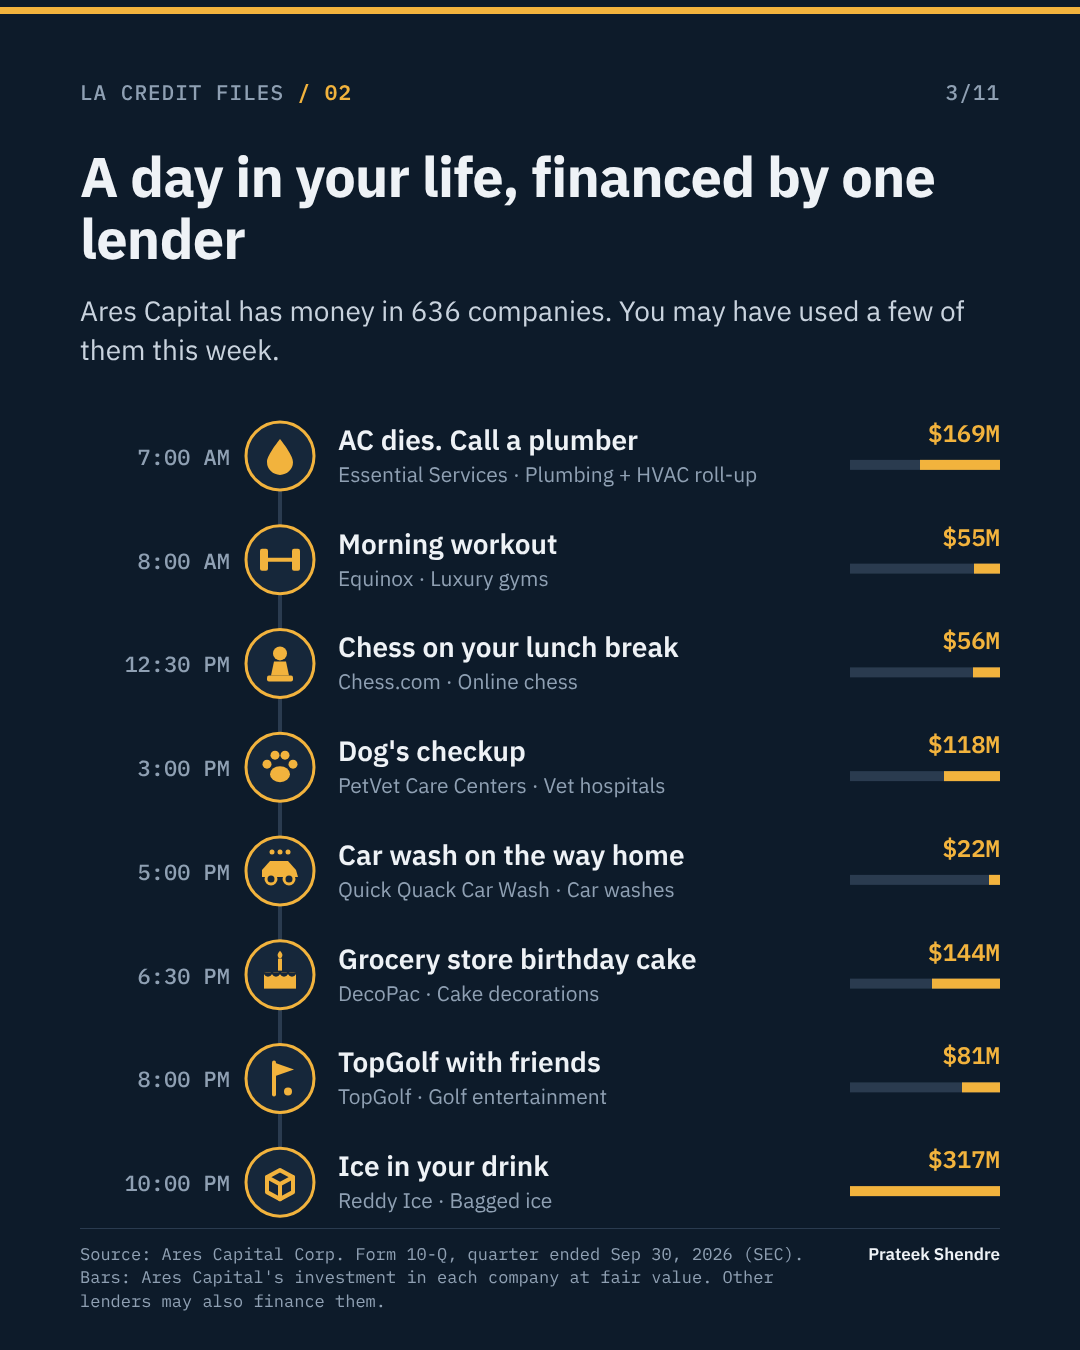 LA CREDIT FILES / 02
3/11
A day in your life, financed by one
lender
Ares Capital has money in 636 companies. You may have used a few of
them this week.
7:00 AM
AC dies. Call a plumber
Essential Services · Plumbing + HVAC roll-up
$169M
8:00 AM
Morning workout
Equinox · Luxury gyms
$55M
12:30 PM
Chess on your lunch break
Chess.com · Online chess
$56M
3:00 PM
Dog's checkup
PetVet Care Centers · Vet hospitals
$118M
5:00 PM
Car wash on the way home
Quick Quack Car Wash · Car washes
$22M
6:30 PM
Grocery store birthday cake
DecoPac · Cake decorations
$144M
8:00 PM
TopGolf with friends
TopGolf · Golf entertainment
$81M
10:00 PM
Ice in your drink
Reddy Ice · Bagged ice
$317M
Source: Ares Capital Corp. Form 10-Q, quarter ended Sep 30, 2026 (SEC).
Bars: Ares Capital's investment in each company at fair value. Other
lenders may also finance them.
Prateek Shendre